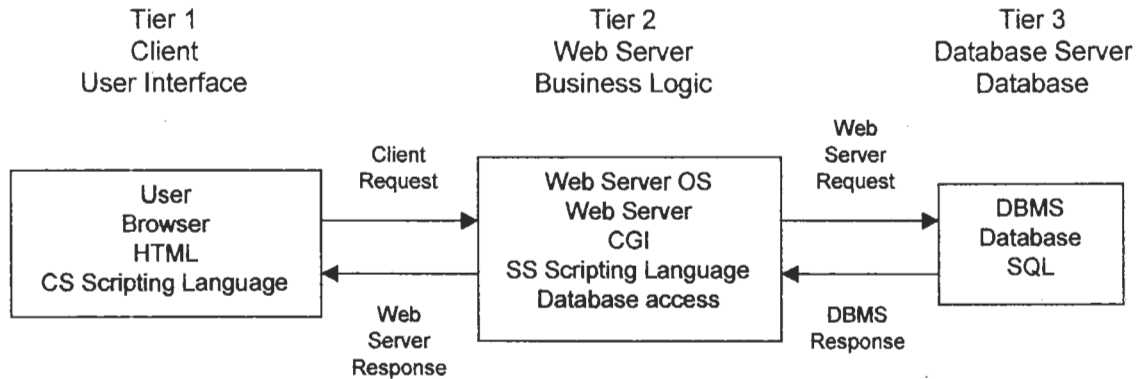 Tier 1
Client
User Interface
Tier 2
Web Server
Business Logic
Tier 3
Database Server
Database
User
Browser
HTML
CS Scripting Language
Client
Request
Web
Server
Response
Web Server OS
Web Server
CGI
SS Scripting Language
Database access
Web
Server
Request
DBMS
Response
DBMS
Database
SQL